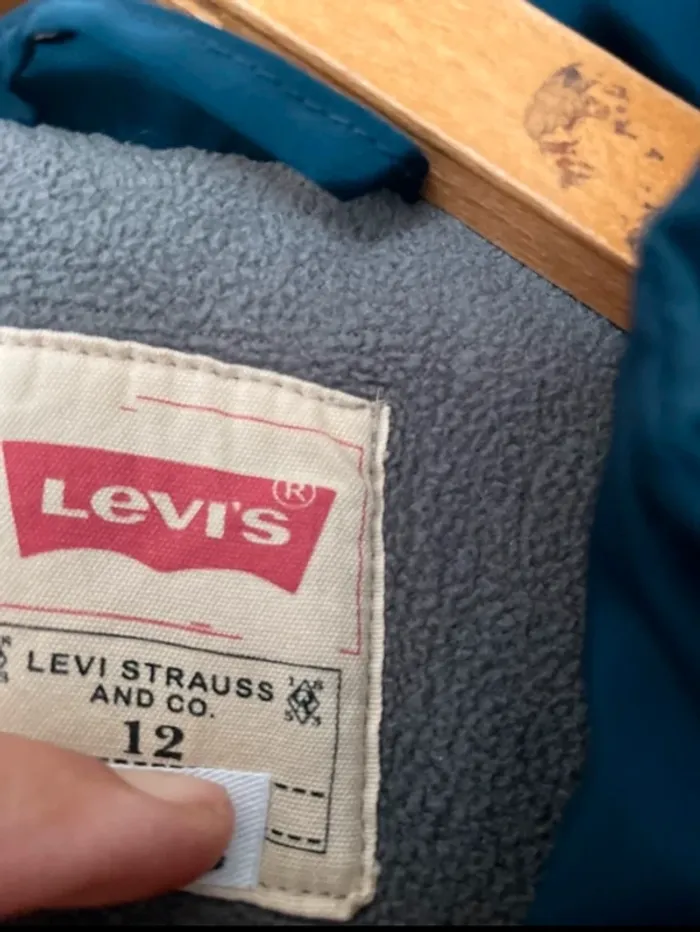 LEVI'S®
LEVI STRAUSS
AND CO.
12